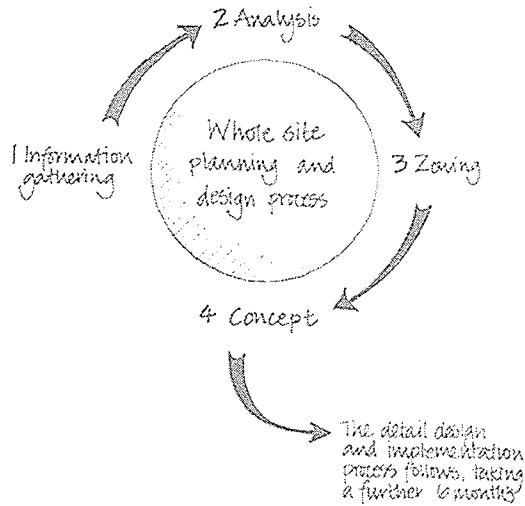 2 Analysis
Whole site
planning and
design process
1 Information
gathering
3 Zoning
4 Concept
The detail design
and implementation
process follows, taking
a further 6 months